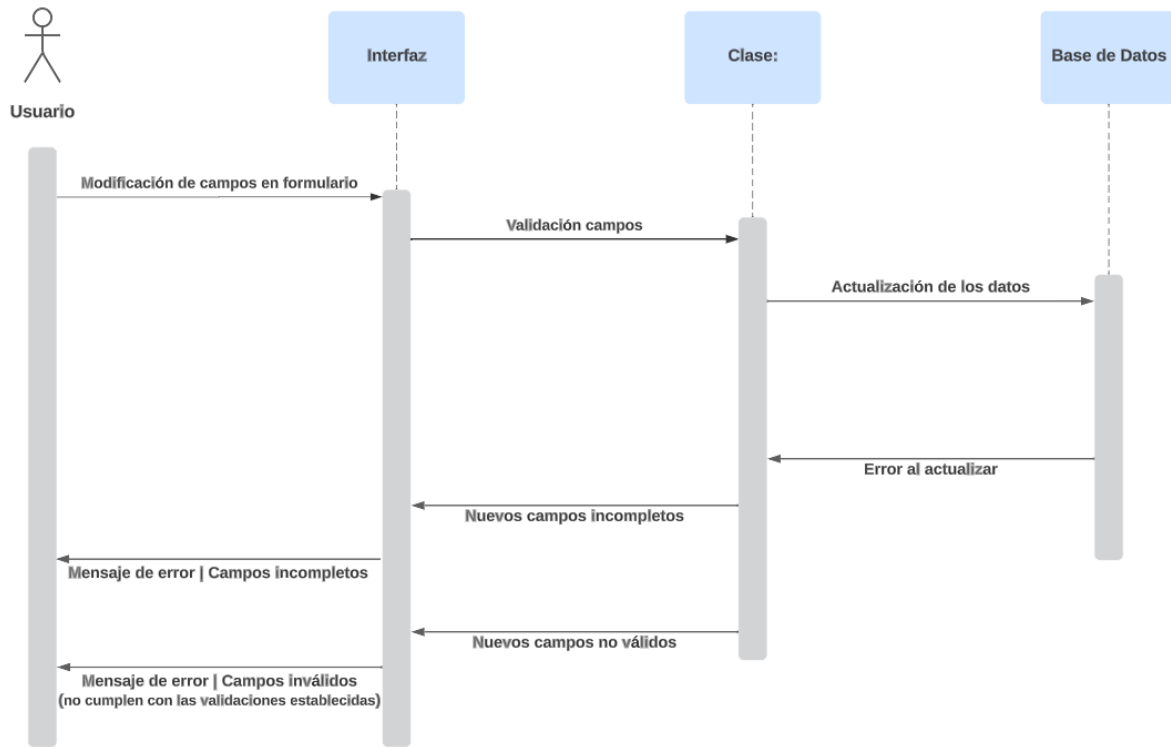 Interfaz
Clase:
Base de Datos
Usuario
Modificación de campos en formulario
Validación campos
Actualización de los datos
Error al actualizar
Nuevos campos incompletos
Mensaje de error | Campos incompletos
Nuevos campos no válidos
Mensaje de error | Campos inválidos
(no cumplen con las validaciones establecidas)